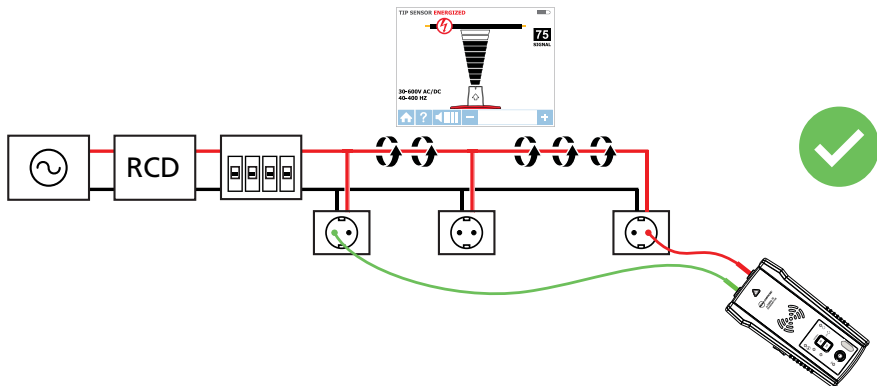 TIP SENSOR ENERGIZED
75
SIGNAL
30-600V AC/DC
40-400 HZ
?
RCD